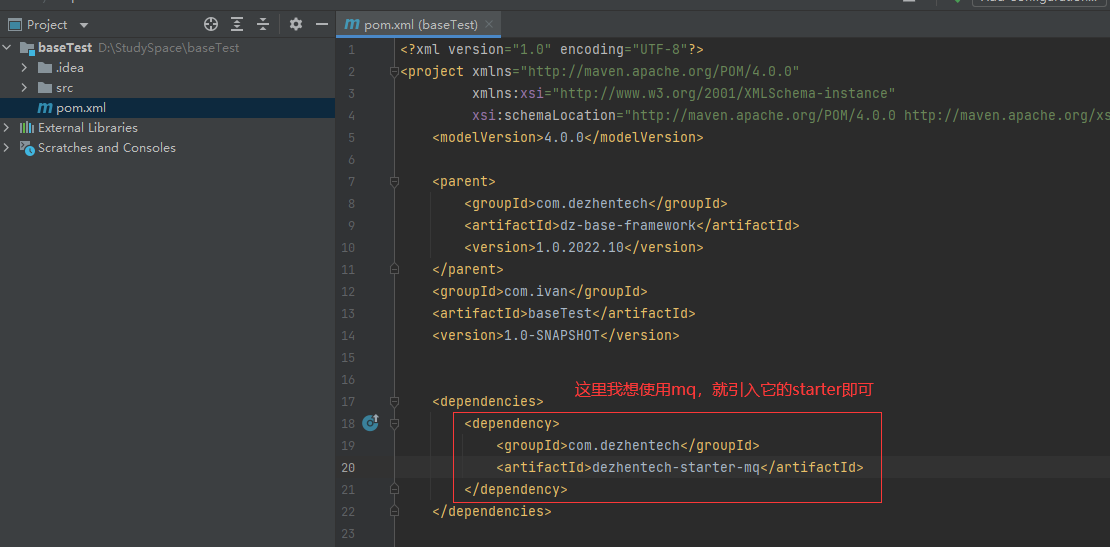 Add Configuration...
Project
pom.xml (baseTest)
baseTest D:\StudySpace\baseTest
.idea
src
pom.xml
External Libraries
Scratches and Consoles
1 <?xml version="1.0" encoding="UTF-8"?>
2 <project xmlns="http://maven.apache.org/POM/4.0.0"
3 xmlns:xsi="http://www.w3.org/2001/XMLSchema-instance"
4 xsi:schemaLocation="http://maven.apache.org/POM/4.0.0 http://maven.apache.org/xs
5 <modelVersion>4.0.0</modelVersion>
6
7 <parent>
8 <groupId>com.dezhentech</groupId>
9 <artifactId>dz-base-framework</artifactId>
10 <version>1.0.2022.10</version>
11 </parent>
12 <groupId>com.ivan</groupId>
13 <artifactId>baseTest</artifactId>
14 <version>1.0-SNAPSHOT</version>
15
16
这里我想使用mq，就引入它的starter即可
17 <dependencies>
18 <dependency>
19 <groupId>com.dezhentech</groupId>
20 <artifactId>dezhentech-starter-mq</artifactId>
21 </dependency>
22 </dependencies>
23